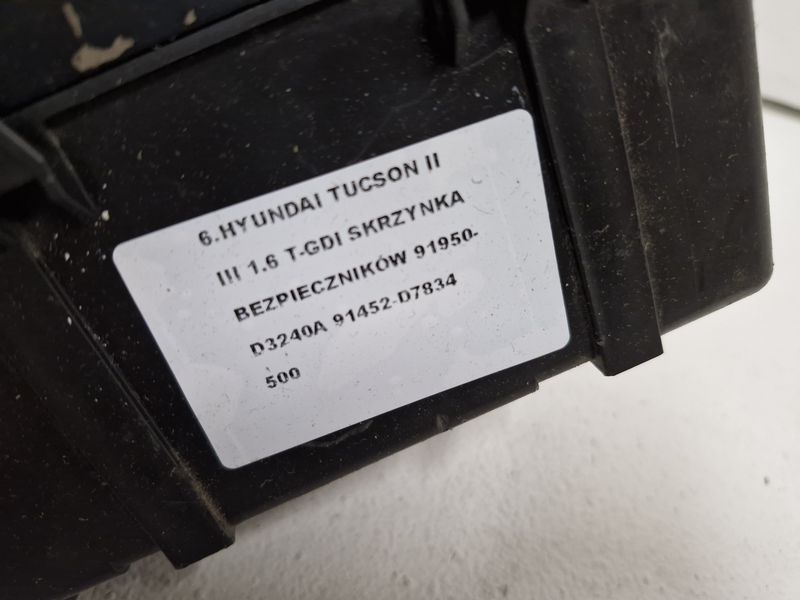 6.HYUNDAI TUCSON II
III 1.6 T-GDI SKRZYNKA
BEZPIECZNIKÓW 91950-
D3240A 91452-D7834
500